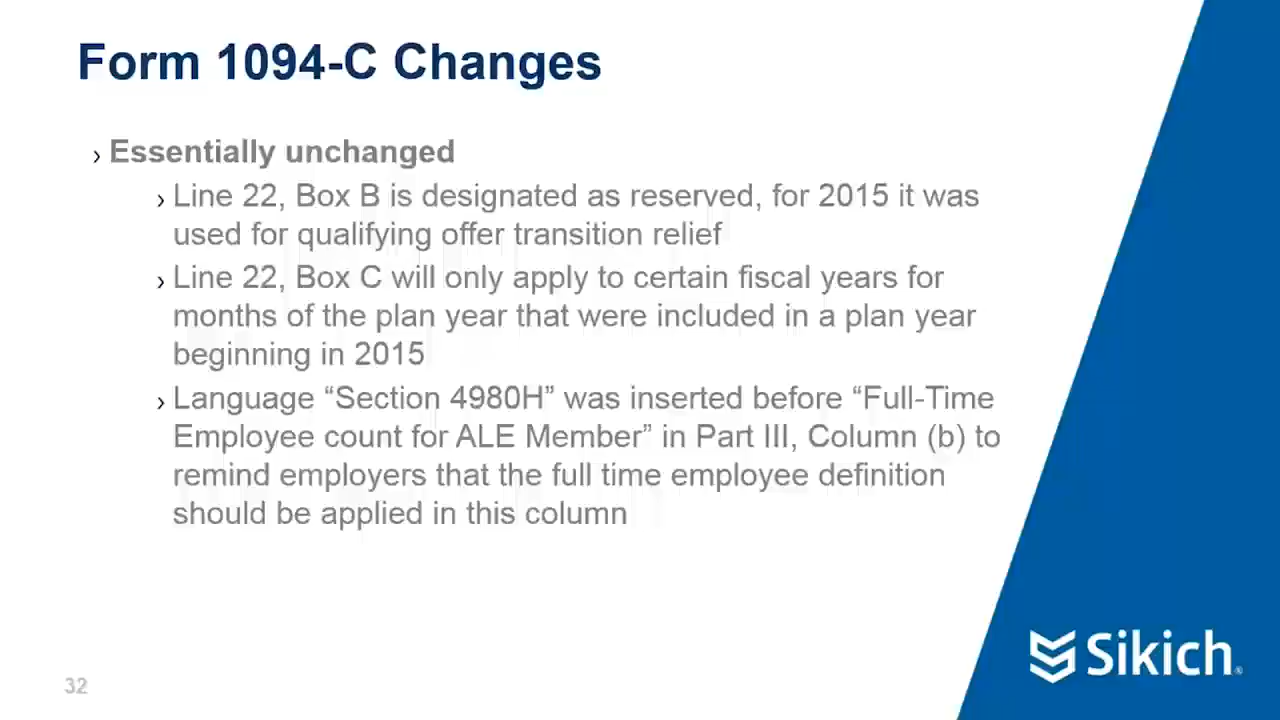 Form 1094-C Changes
› Essentially unchanged
› Line 22, Box B is designated as reserved, for 2015 it was
used for qualifying offer transition relief
› Line 22, Box C will only apply to certain fiscal years for
months of the plan year that were included in a plan year
beginning in 2015
› Language “Section 4980H” was inserted before “Full-Time
Employee count for ALE Member” in Part III, Column (b) to
remind employers that the full time employee definition
should be applied in this column
Sikich®
32